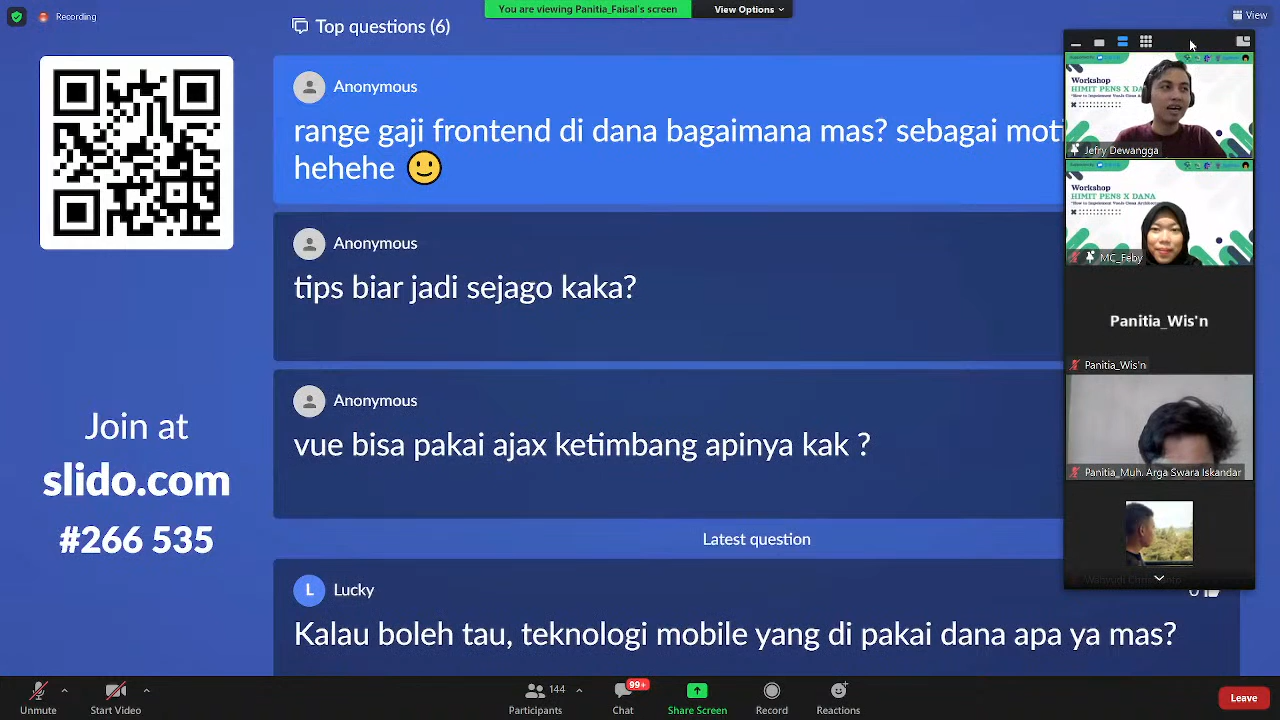 Recording
You are viewing Panitia_Faisal's screen
View Options
View
Top questions (6)
Anonymous
range gaji frontend di dana bagaimana mas? sebagai
hehehe 🙂
Anonymous
tips biar jadi sejago kaka?
Anonymous
vue bisa pakai ajax ketimbang apinya kak ?
Latest question
L Lucky
Kalau boleh tau, teknologi mobile yang di pakai dana apa ya mas?
Join at
slido.com
#266 535
Workshop
HIMIT PENS X
Jefry Dewangga
Workshop
HIMIT PENS X DANA
MC_Feby
Panitia_Wis'n
Panitia_Wis'n
Panitia_Muh. Arga Swara Iskandar
Unmute
Start Video
144
Participants
99+
Chat
Share Screen
Record
Reactions
Leave